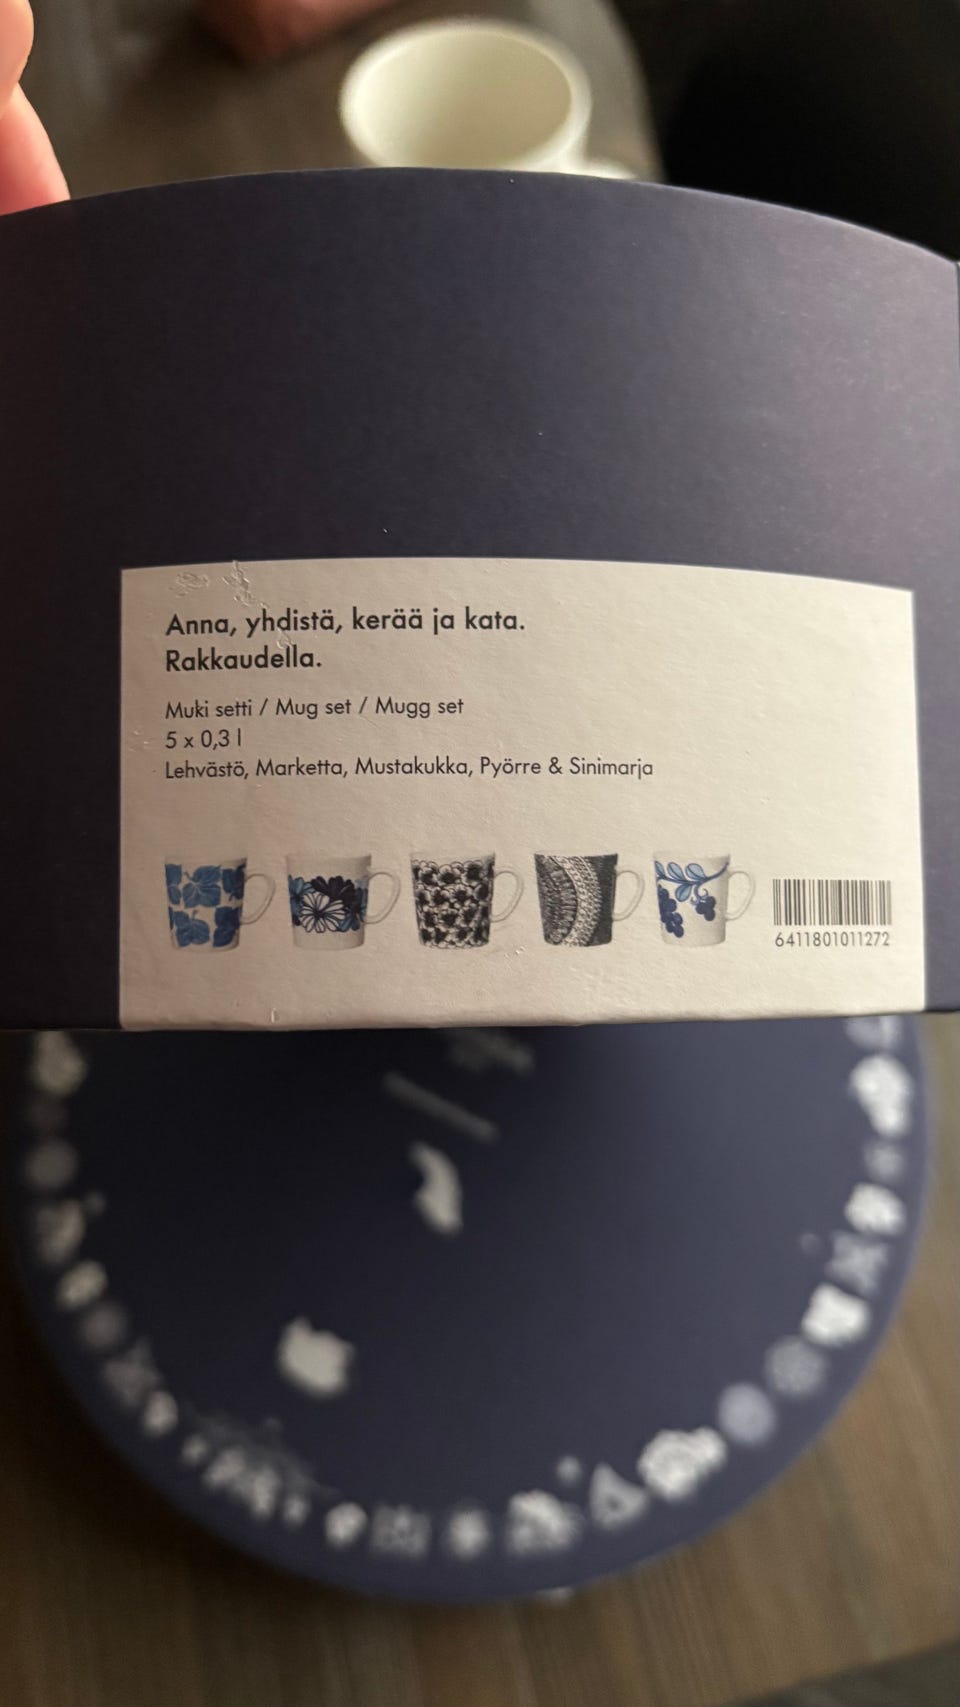 Anna, yhdistä, kerää ja kata.
Rakkaudella.
Muki setti / Mug set / Mugg set
5 x 0,3 l
Lehvästö, Marketta, Mustakukka, Pyörre & Sinimarja
6411801011272